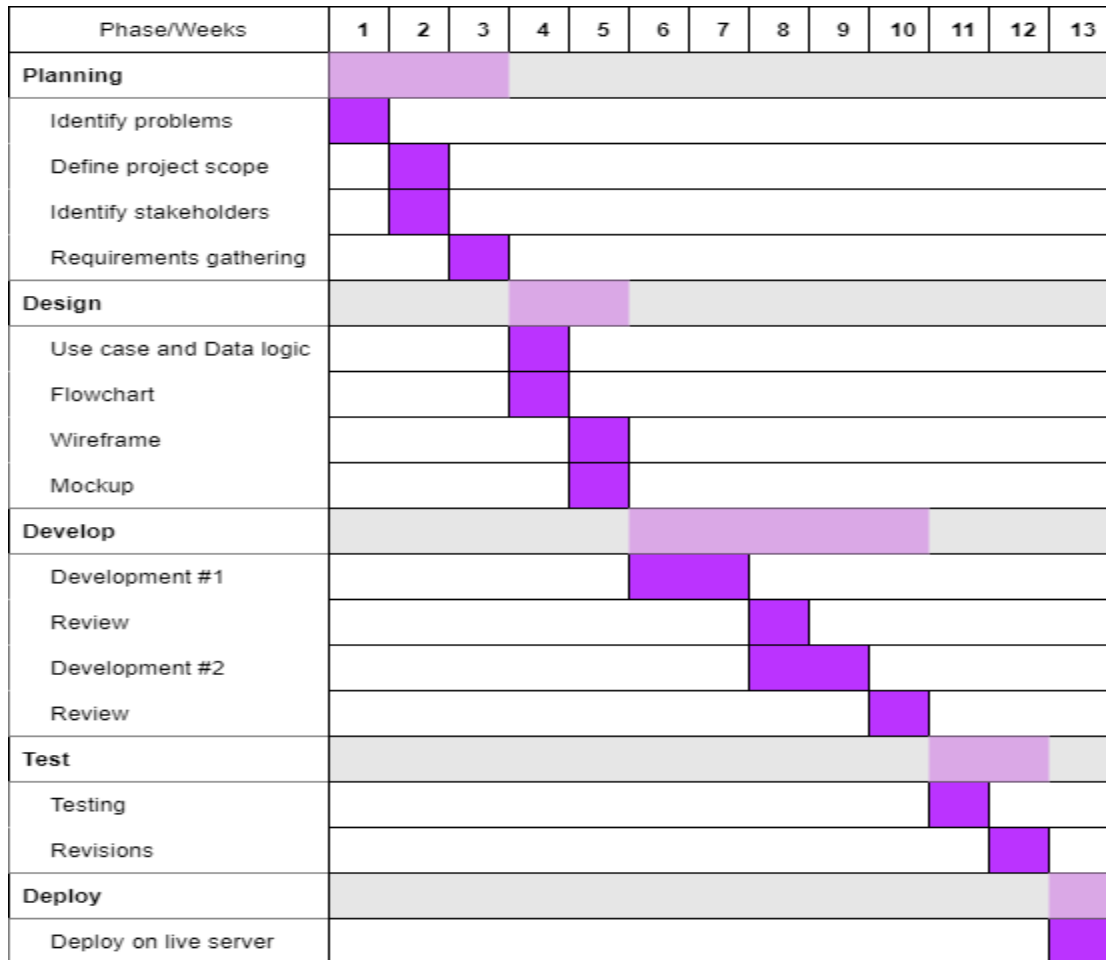 Phase/Weeks 1 2 3 4 5 6 7 8 9 10 11 12 13
Planning
Identify problems
Define project scope
Identify stakeholders
Requirements gathering
Design
Use case and Data logic
Flowchart
Wireframe
Mockup
Develop
Development #1
Review
Development #2
Review
Test
Testing
Revisions
Deploy
Deploy on live server